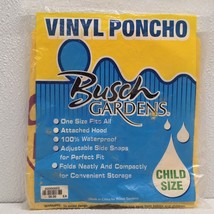 VINYL PONCHO
Busch
GARDENS®
One Size Fits All
Attached Hood
100% Waterproof
Adjustable Side Snaps
for Perfect Fit
Folds Neatly And Compactly
for Convenient Storage
CHILD
SIZE